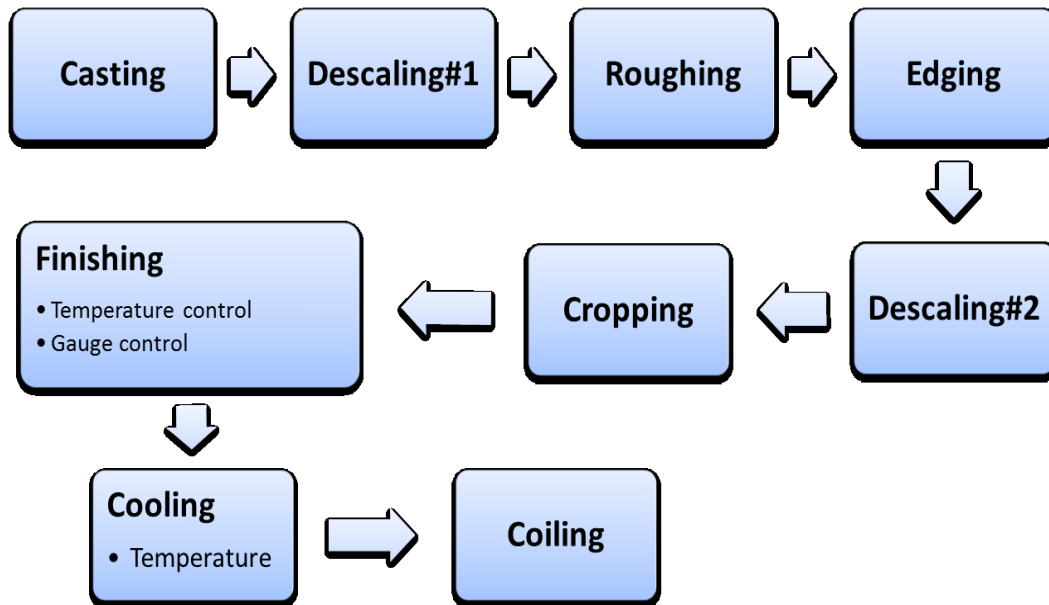 Casting
Descaling#1
Roughing
Edging
Descaling#2
Cropping
Finishing
• Temperature control
• Gauge control
Cooling
• Temperature
Coiling